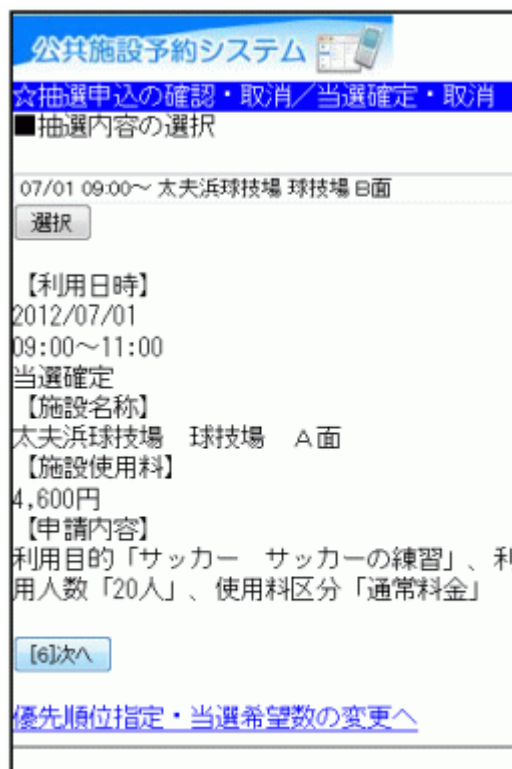 公共施設予約システム
☆抽選申込の確認・取消／当選確定・取消
■抽選内容の選択
07/01 09:00～ 太夫浜球技場 球技場 B面
選択
【利用日時】
2012/07/01
09:00～11:00
当選確定
【施設名称】
太夫浜球技場　球技場　Ａ面
【施設使用料】
4,600円
【申請内容】
利用目的「サッカー　サッカーの練習」、利
用人数「20人」、使用料区分「通常料金」
[6]次へ
優先順位指定・当選希望数の変更へ